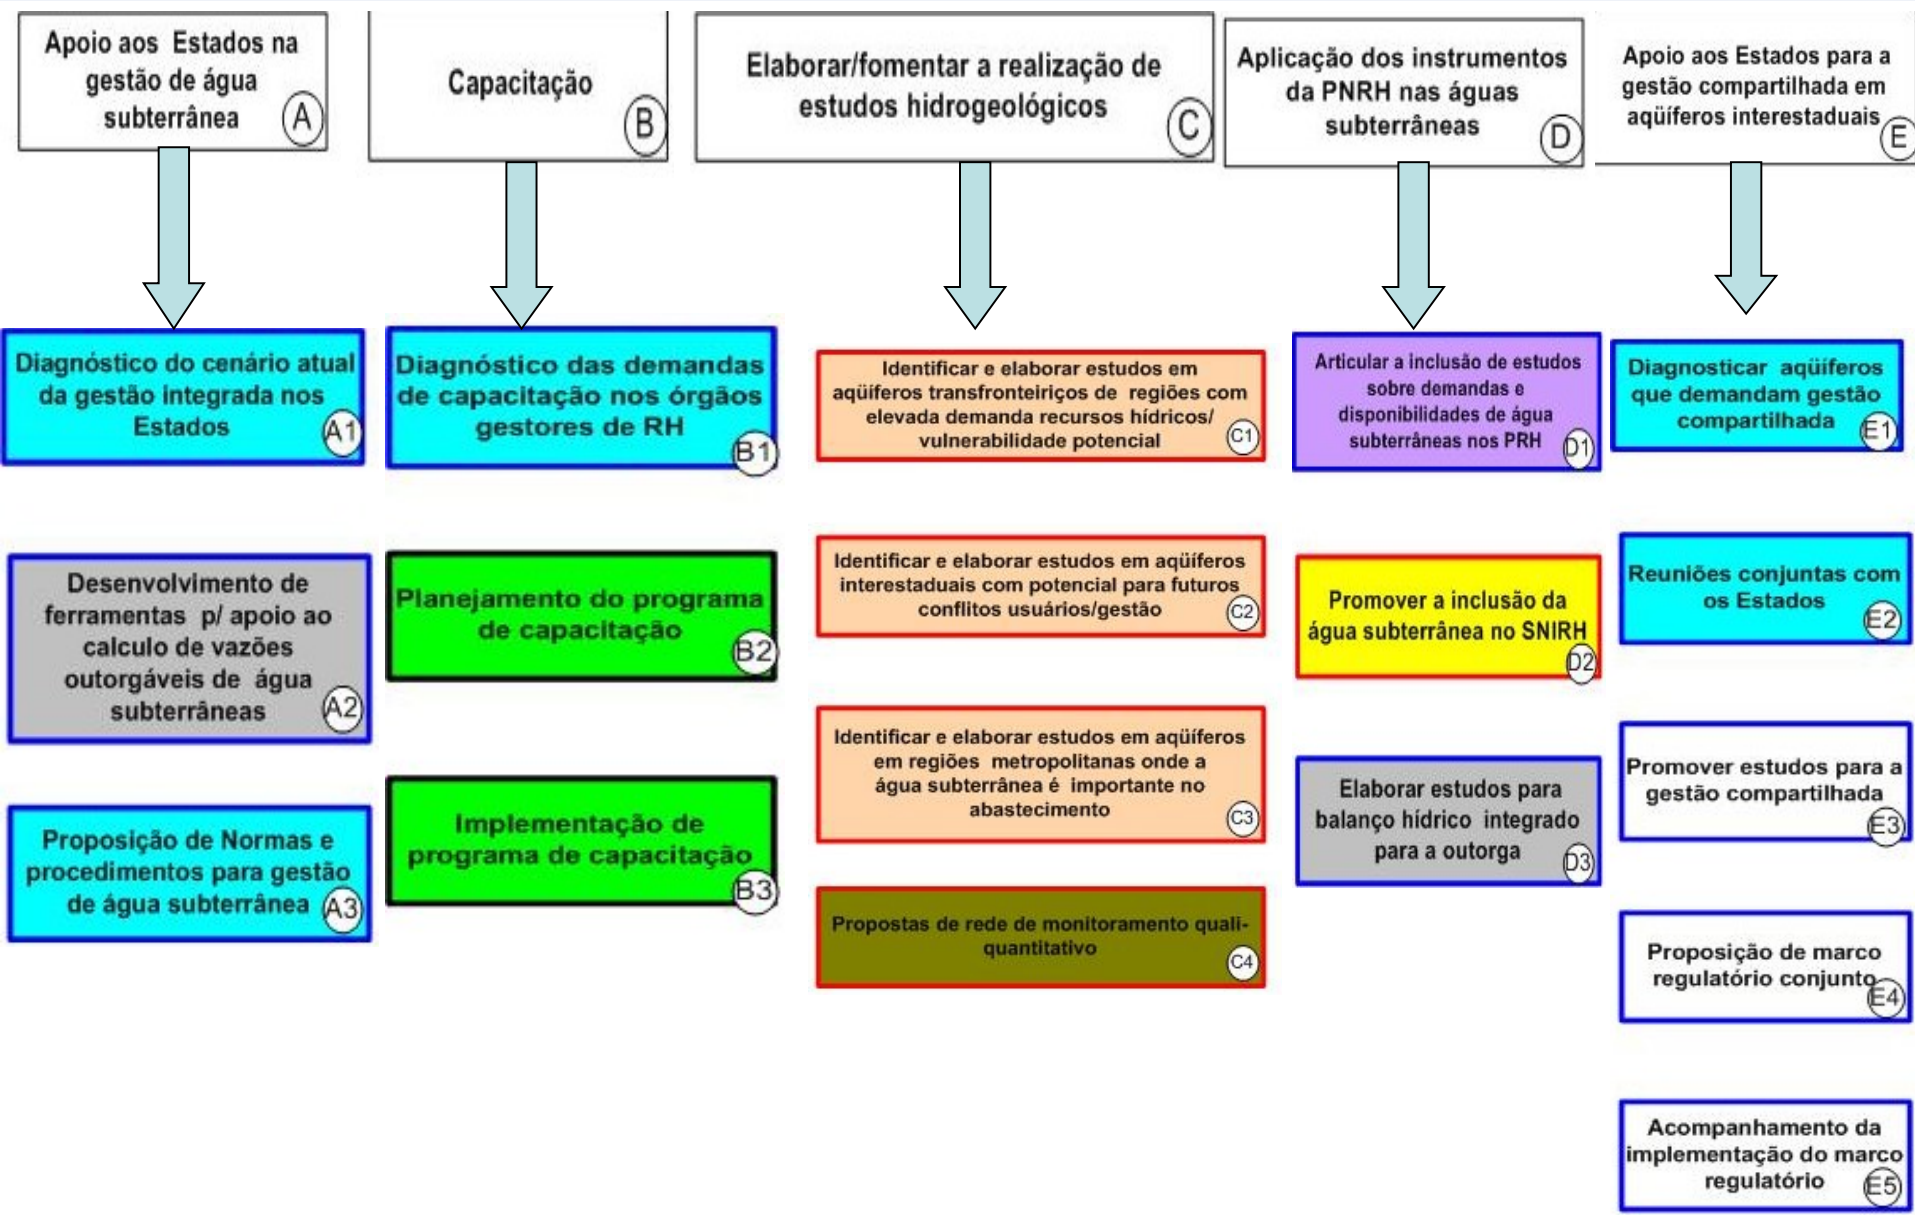 Apoio aos Estados na
gestão de água
subterrânea
A
Capacitação
B
Elaborar/fomentar a realização de
estudos hidrogeológicos
C
Aplicação dos instrumentos
da PNRH nas águas
subterrâneas
D
Apoio aos Estados para a
gestão compartilhada em
aqüíferos interestaduais
E
Diagnóstico do cenário atual
da gestão integrada nos
Estados
A1
Desenvolvimento de
ferramentas p/ apoio ao
calculo de vazões
outorgáveis de água
subterrâneas
A2
Proposição de Normas e
procedimentos para gestão
de água subterrânea
A3
Diagnóstico das demandas
de capacitação nos órgãos
gestores de RH
B1
Planejamento do programa
de capacitação
B2
Implementação de
programa de capacitação
B3
Identificar e elaborar estudos em
aqüíferos transfronteiriços de regiões com
elevada demanda recursos hídricos/
vulnerabilidade potencial
C1
Identificar e elaborar estudos em aqüíferos
interestaduais com potencial para futuros
conflitos usuários/gestão
C2
Identificar e elaborar estudos em aqüíferos
em regiões metropolitanas onde a
água subterrânea é importante no
abastecimento
C3
Propostas de rede de monitoramento quali-
quantitativo
C4
Articular a inclusão de estudos
sobre demandas e
disponibilidades de água
subterrâneas nos PRH
D1
Promover a inclusão da
água subterrânea no SNIRH
D2
Elaborar estudos para
balanço hídrico integrado
para a outorga
D3
Diagnosticar aqüíferos
que demandam gestão
compartilhada
E1
Reuniões conjuntas com
os Estados
E2
Promover estudos para a
gestão compartilhada
E3
Proposição de marco
regulatório conjunto
E4
Acompanhamento da
implementação do marco
regulatório
E5